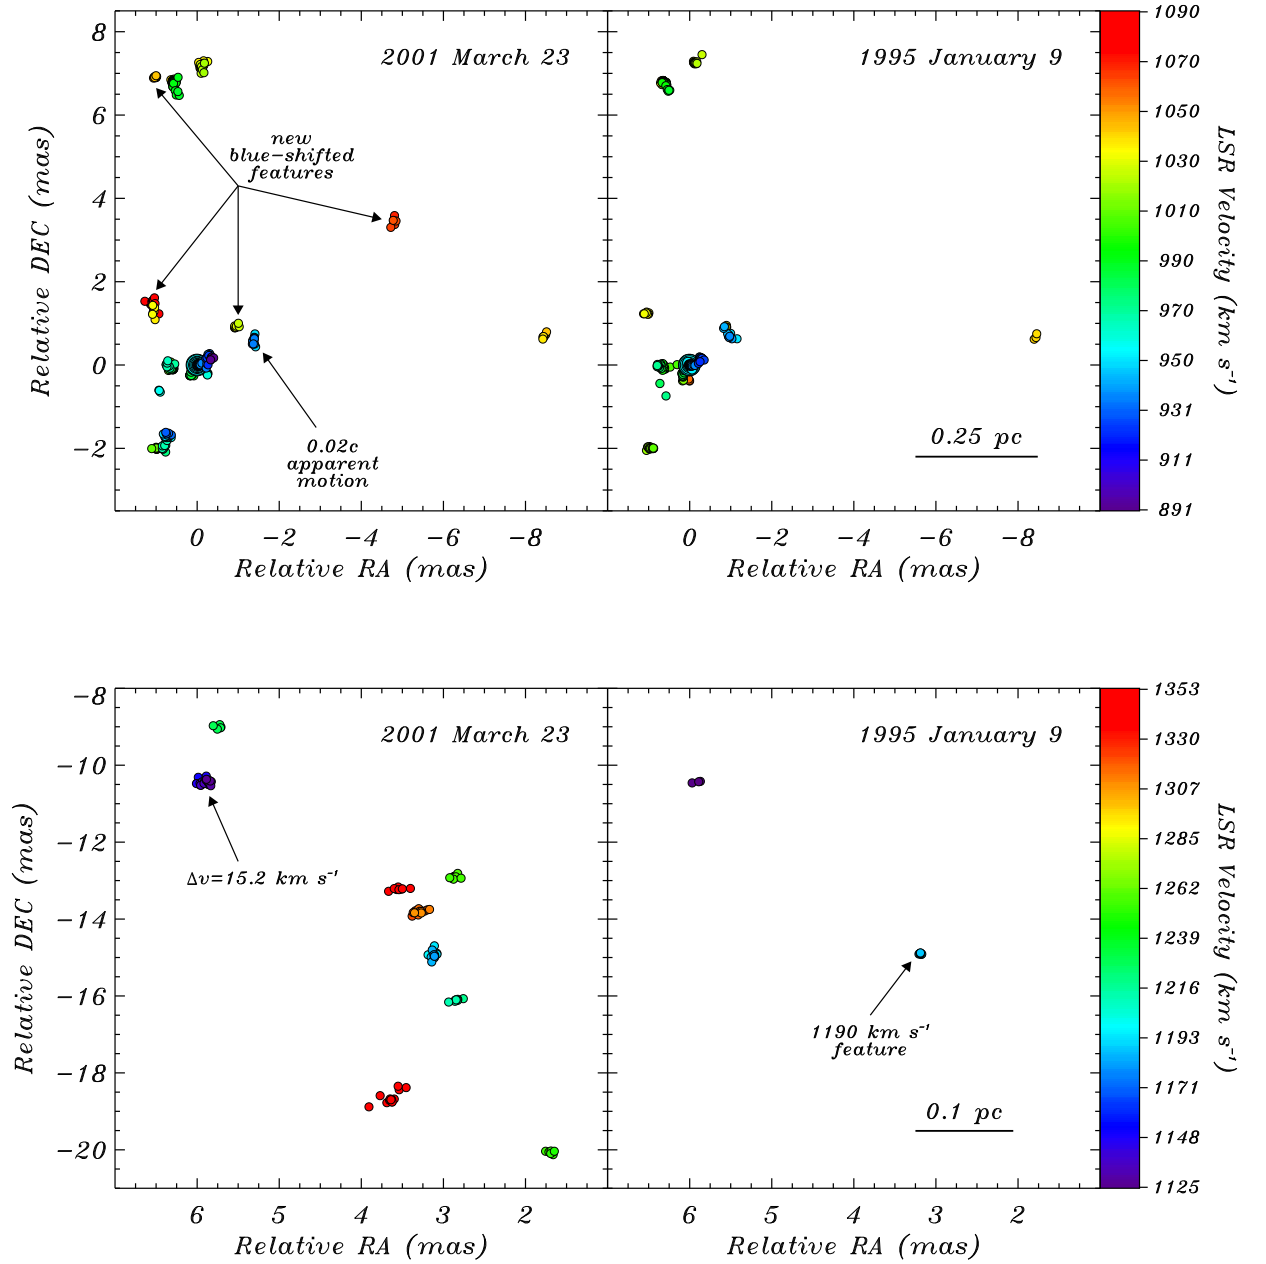 2001 March 23
1995 January 9
new
blue-shifted
features
0.02c
apparent
motion
0.25 pc
8
6
4
2
0
−2
Relative DEC (mas)
0 −2 −4 −6 −8
Relative RA (mas)
0 −2 −4 −6 −8
Relative RA (mas)
1090
1070
1050
1030
1010
990
970
950
931
911
891
LSR Velocity (km s⁻¹)
2001 March 23
1995 January 9
Δv=15.2 km s⁻¹
1190 km s⁻¹
feature
0.1 pc
−8
−10
−12
−14
−16
−18
−20
Relative DEC (mas)
6 5 4 3 2
Relative RA (mas)
6 5 4 3 2
Relative RA (mas)
1353
1330
1307
1285
1262
1239
1216
1193
1171
1148
1125
LSR Velocity (km s⁻¹)